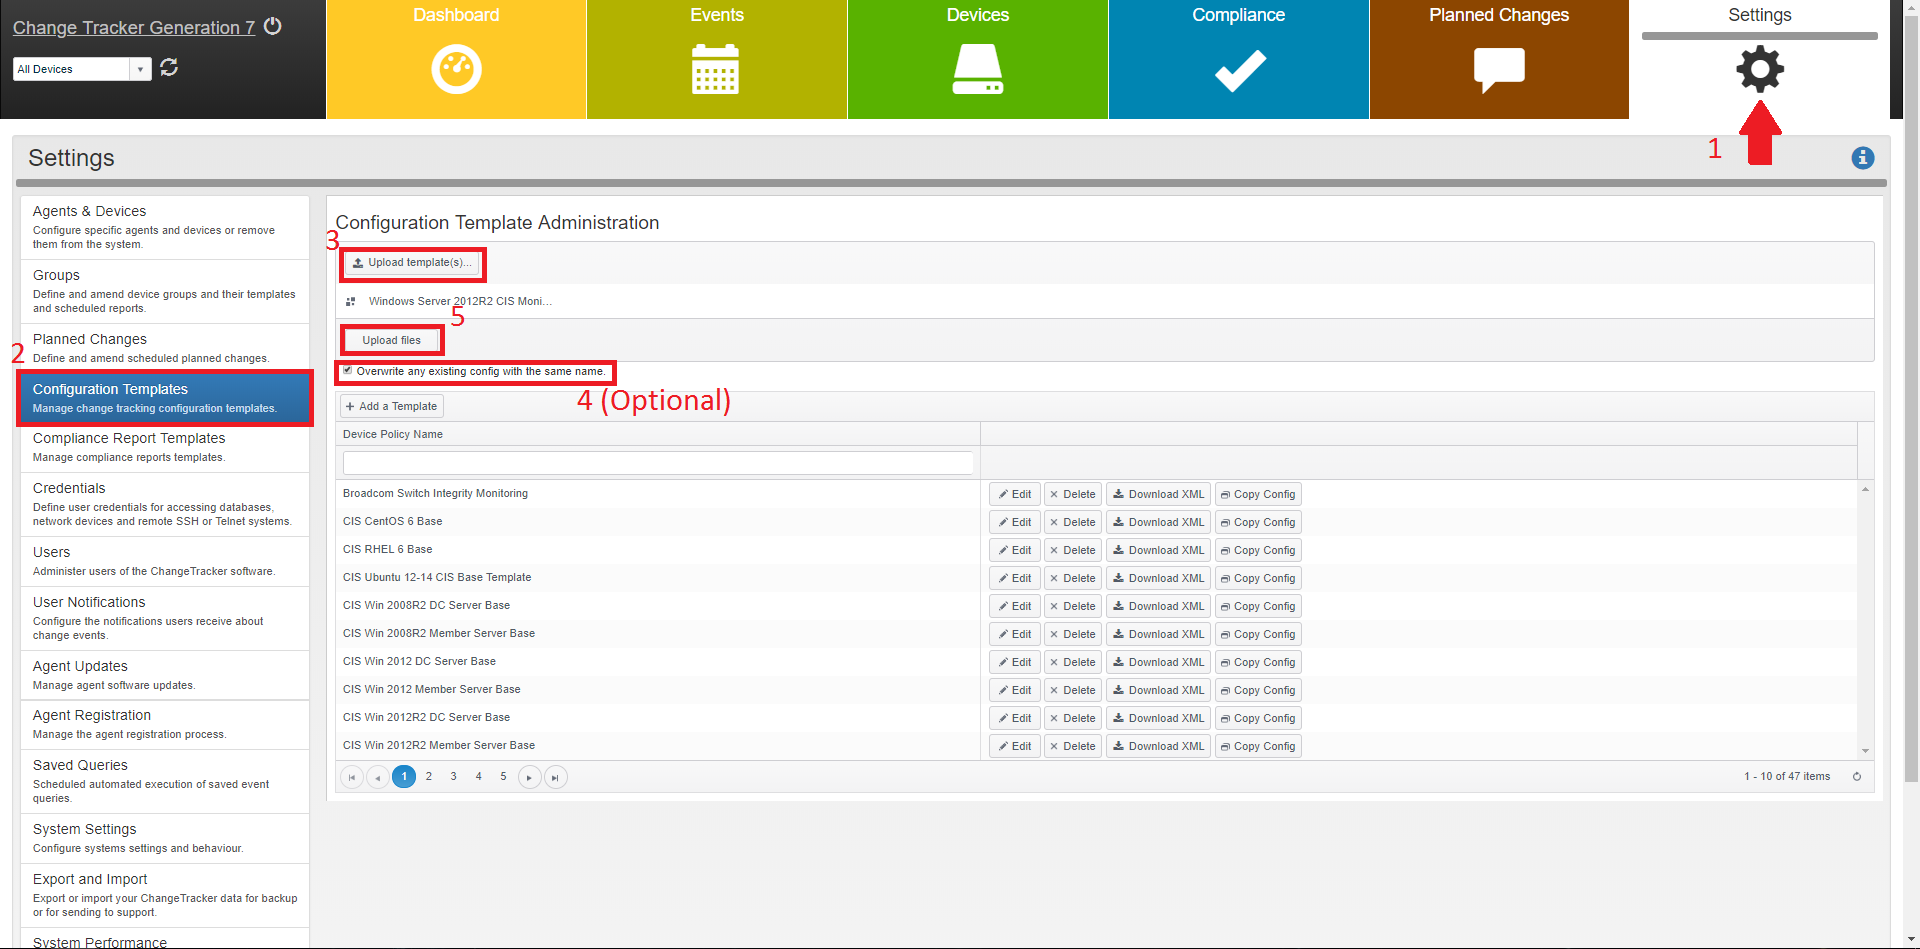 Change Tracker Generation 7
All Devices
Dashboard
Events
Devices
Compliance
Planned Changes
Settings
1
Settings
Agents & Devices
Configure specific agents and devices or remove
them from the system.
Groups
Define and amend device groups and their templates
and scheduled reports.
Planned Changes
Define and amend scheduled planned changes.
2
Configuration Templates
Manage change tracking configuration templates.
Compliance Report Templates
Manage compliance reports templates.
Credentials
Define user credentials for accessing databases,
network devices and remote SSH or Telnet systems.
Users
Administer users of the ChangeTracker software.
User Notifications
Configure the notifications users receive about
change events.
Agent Updates
Manage agent software updates.
Agent Registration
Manage the agent registration process.
Saved Queries
Scheduled automated execution of saved event
queries.
System Settings
Configure systems settings and behaviour.
Export and Import
Export or import your ChangeTracker data for backup
or for sending to support.
System Performance
Configuration Template Administration
3
Upload template(s)...
Windows Server 2012R2 CIS Moni...
5
Upload files
Overwrite any existing config with the same name.
4 (Optional)
+ Add a Template
Device Policy Name
Broadcom Switch Integrity Monitoring Edit Delete Download XML Copy Config
CIS CentOS 6 Base Edit Delete Download XML Copy Config
CIS RHEL 6 Base Edit Delete Download XML Copy Config
CIS Ubuntu 12-14 CIS Base Template Edit Delete Download XML Copy Config
CIS Win 2008R2 DC Server Base Edit Delete Download XML Copy Config
CIS Win 2008R2 Member Server Base Edit Delete Download XML Copy Config
CIS Win 2012 DC Server Base Edit Delete Download XML Copy Config
CIS Win 2012 Member Server Base Edit Delete Download XML Copy Config
CIS Win 2012R2 DC Server Base Edit Delete Download XML Copy Config
CIS Win 2012R2 Member Server Base Edit Delete Download XML Copy Config
1 2 3 4 5
1 - 10 of 47 items